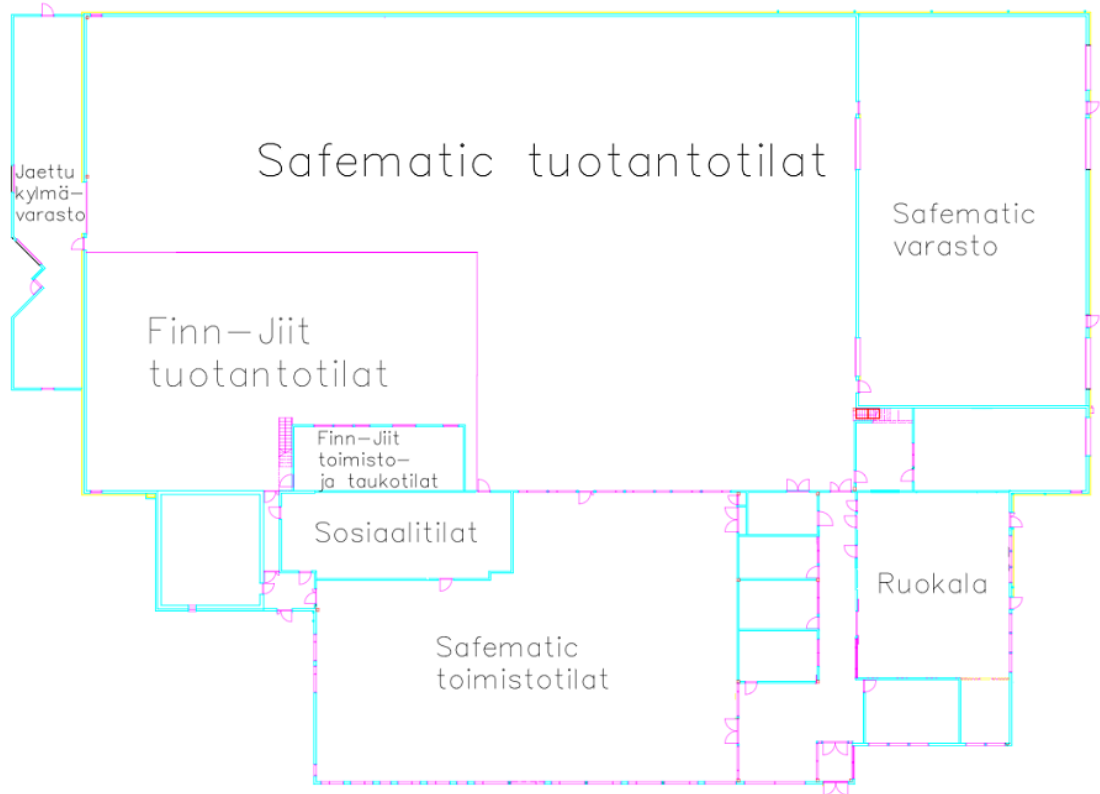 Safematic tuotantotilat
Jaettu
kylmä-
varasto
Safematic
varasto
Finn-Jiit
tuotantotilat
Finn-Jiit
toimisto-
ja taukotilat
Sosiaalitilat
Ruokala
Safematic
toimistotilat